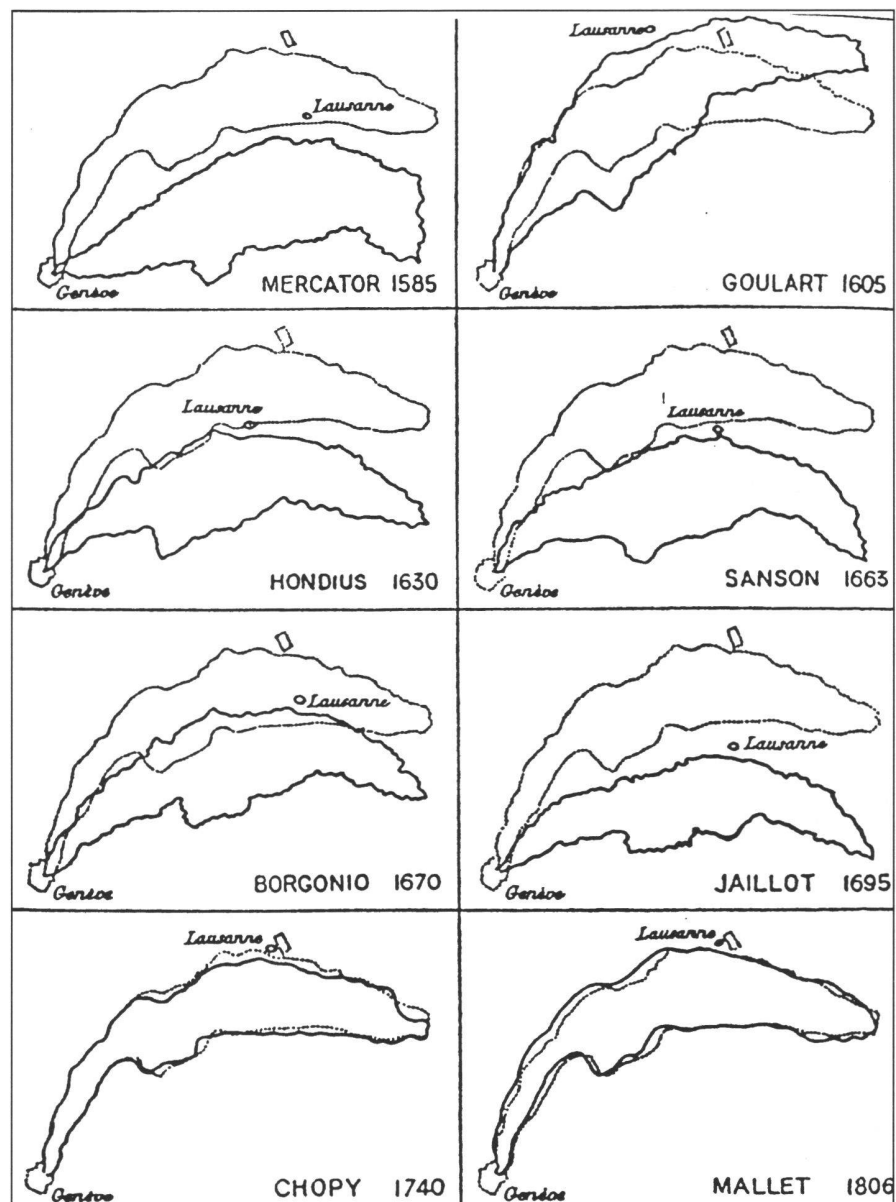 Lausanne
Genève
MERCATOR 1585
Lausanne
Genève
GOULART 1605
Lausanne
Genève
HONDIUS 1630
Lausanne
Genève
SANSON 1663
Lausanne
Genève
BORGONIO 1670
Lausanne
Genève
JAILLOT 1695
Lausanne
Genève
CHOPY 1740
Lausanne
Genève
MALLET 1806